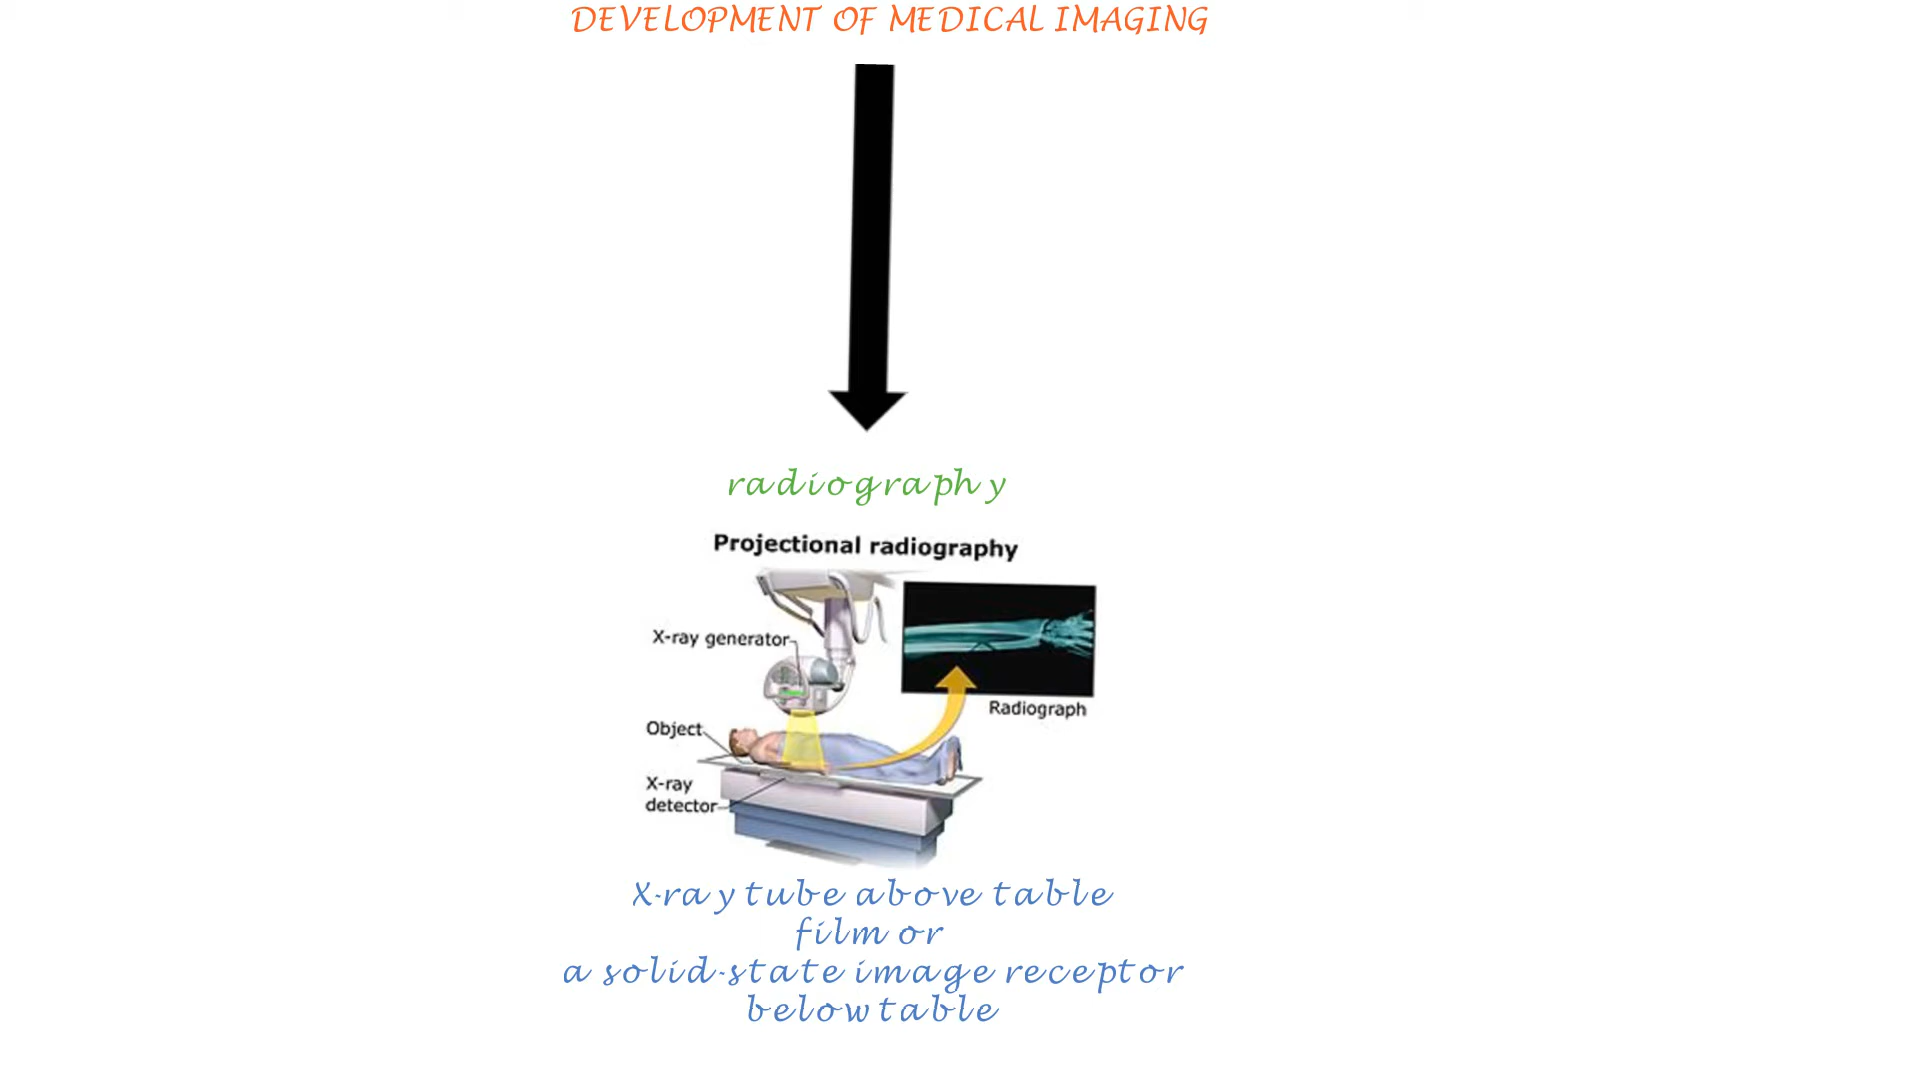 DEVELOPMENT OF MEDICAL IMAGING
radiography
Projectional radiography
X-ray generator
Object
Radiograph
X-ray
detector
X-ray tube above table
film or
a solid-state image receptor
below table